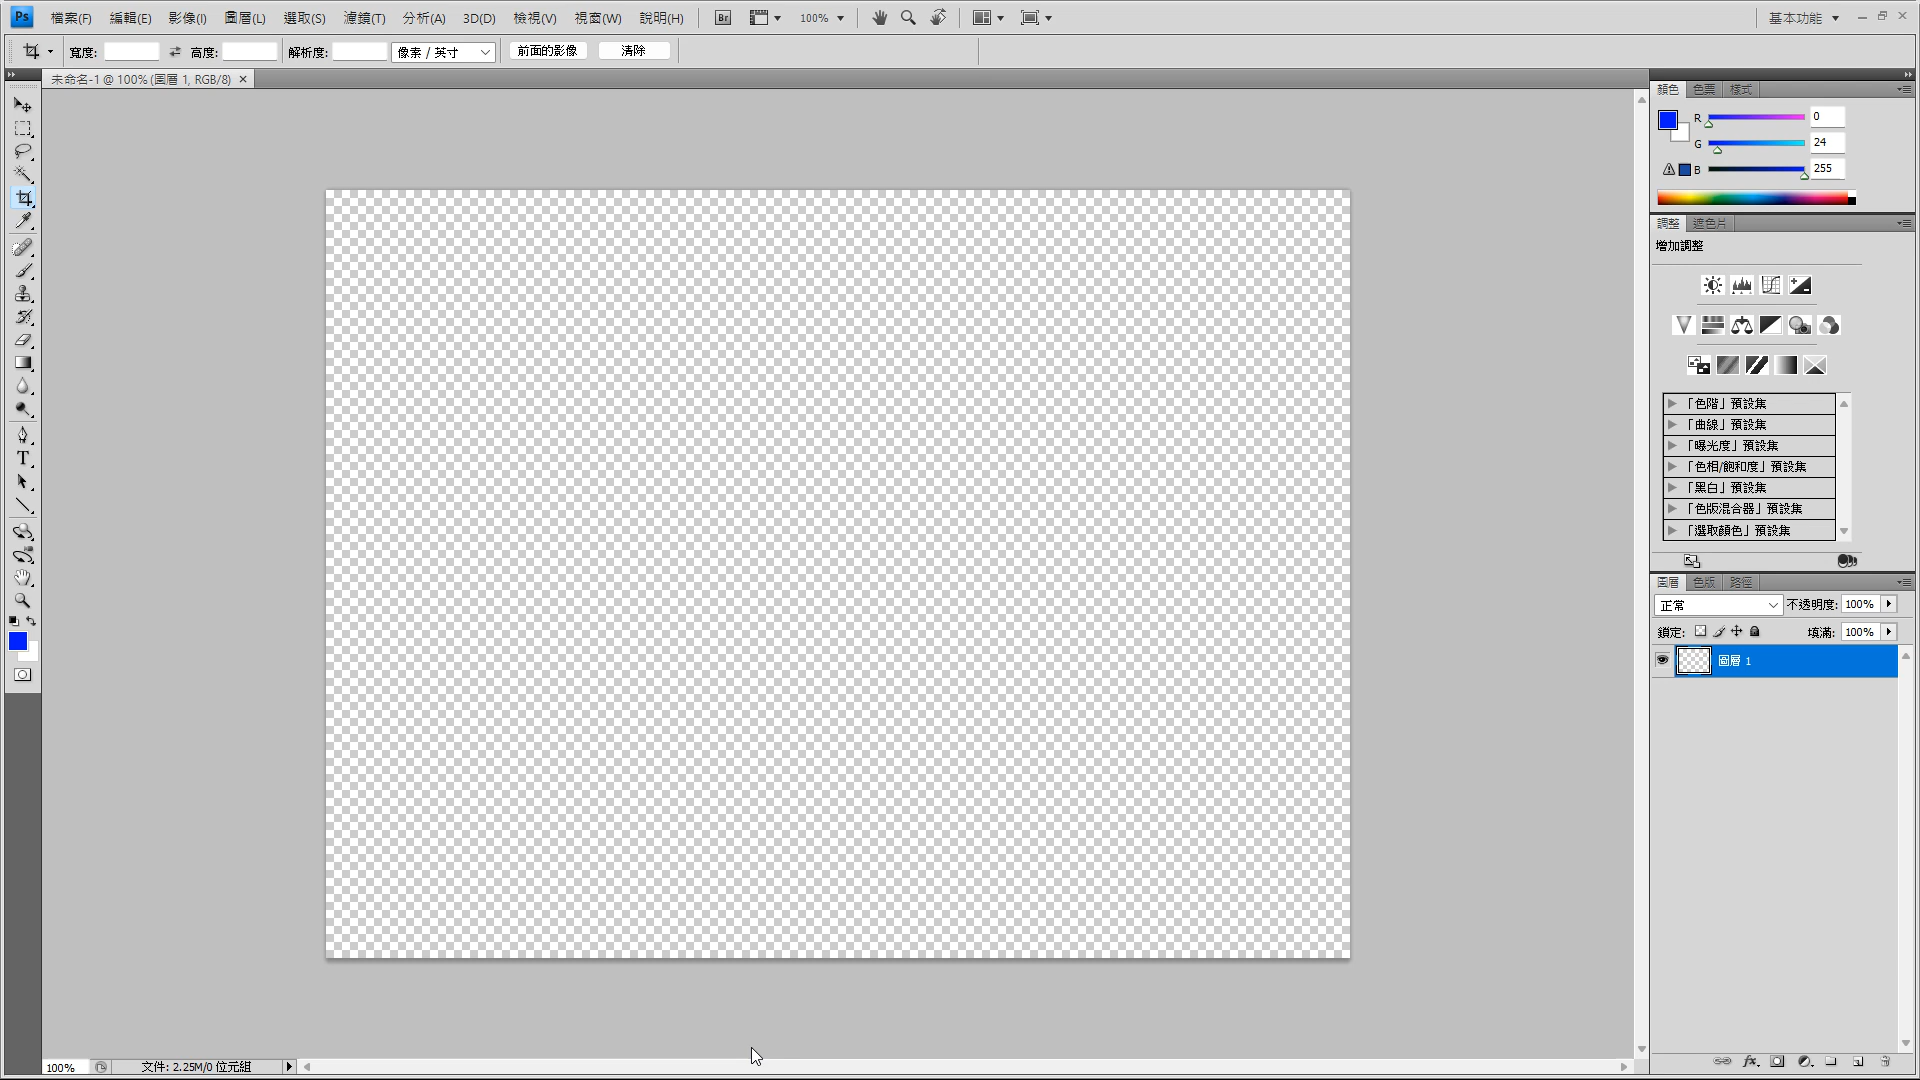 Ps 檔案(F) 編輯(E) 影像(I) 圖層(L) 選取(S) 濾鏡(T) 分析(A) 3D(D) 檢視(V) 視窗(W) 說明(H) Br 100% 基本功能
寬度: 高度: 解析度: 像素 / 英寸 前面的影像 清除
未命名-1 @ 100% (圖層 1, RGB/8)
顏色 色票 樣式
R 0
G 24
B 255
調整 遮色片
增加調整
「色階」預設集
「曲線」預設集
「曝光度」預設集
「色相/飽和度」預設集
「黑白」預設集
「色版混合器」預設集
「選取顏色」預設集
圖層 色版 路徑
正常 不透明度: 100%
鎖定: 填滿: 100%
圖層 1
fx
T
100% 文件: 2.25M/0 位元組